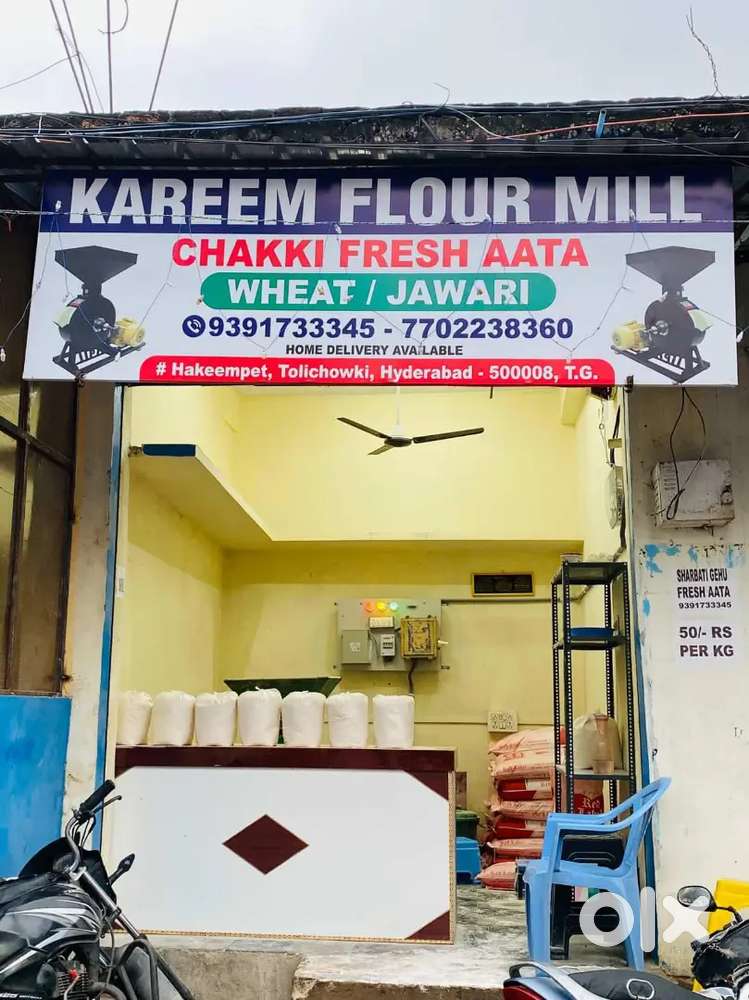 KAREEM FLOUR MILL
CHAKKI FRESH AATA
WHEAT / JAWARI
9391733345 - 7702238360
HOME DELIVERY AVAILABLE
# Hakeempet, Tolichowki, Hyderabad - 500008, T.G.
SHARBATI GEHU
FRESH AATA
9391733345
50/- RS
PER KG
Red
olx